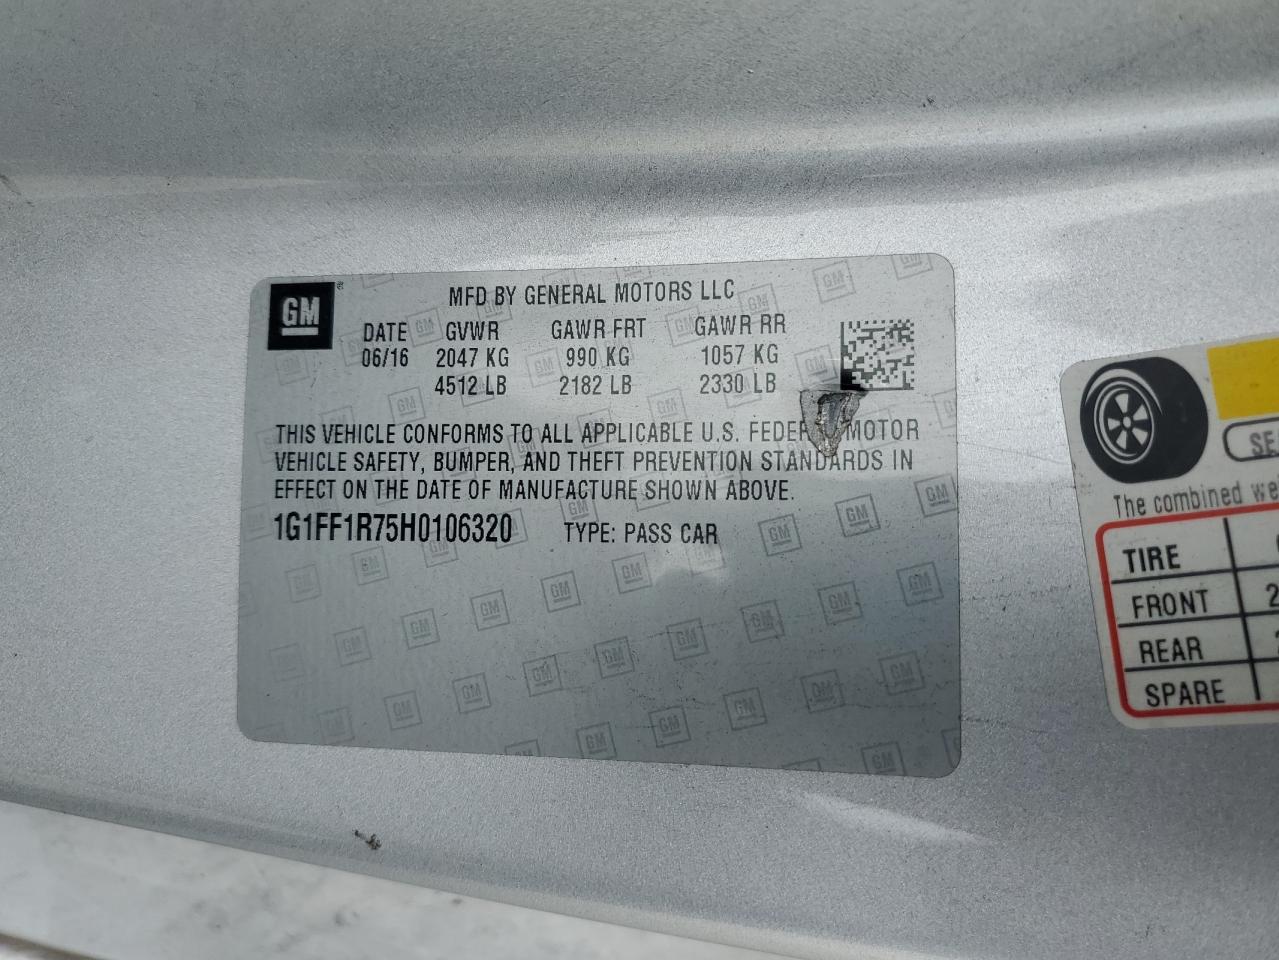 GM
MFD BY GENERAL MOTORS LLC
DATE GVWR GAWR FRT GAWR RR
06/16 2047 KG 990 KG 1057 KG
4512 LB 2182 LB 2330 LB
THIS VEHICLE CONFORMS TO ALL APPLICABLE U.S. MOTOR
VEHICLE SAFETY, BUMPER, AND THEFT PREVENTION STANDARDS IN
EFFECT ON THE DATE OF MANUFACTURE SHOWN ABOVE.
1G1FF1R75H0106320 TYPE: PASS CAR
The combined
TIRE
FRONT
REAR
SPARE